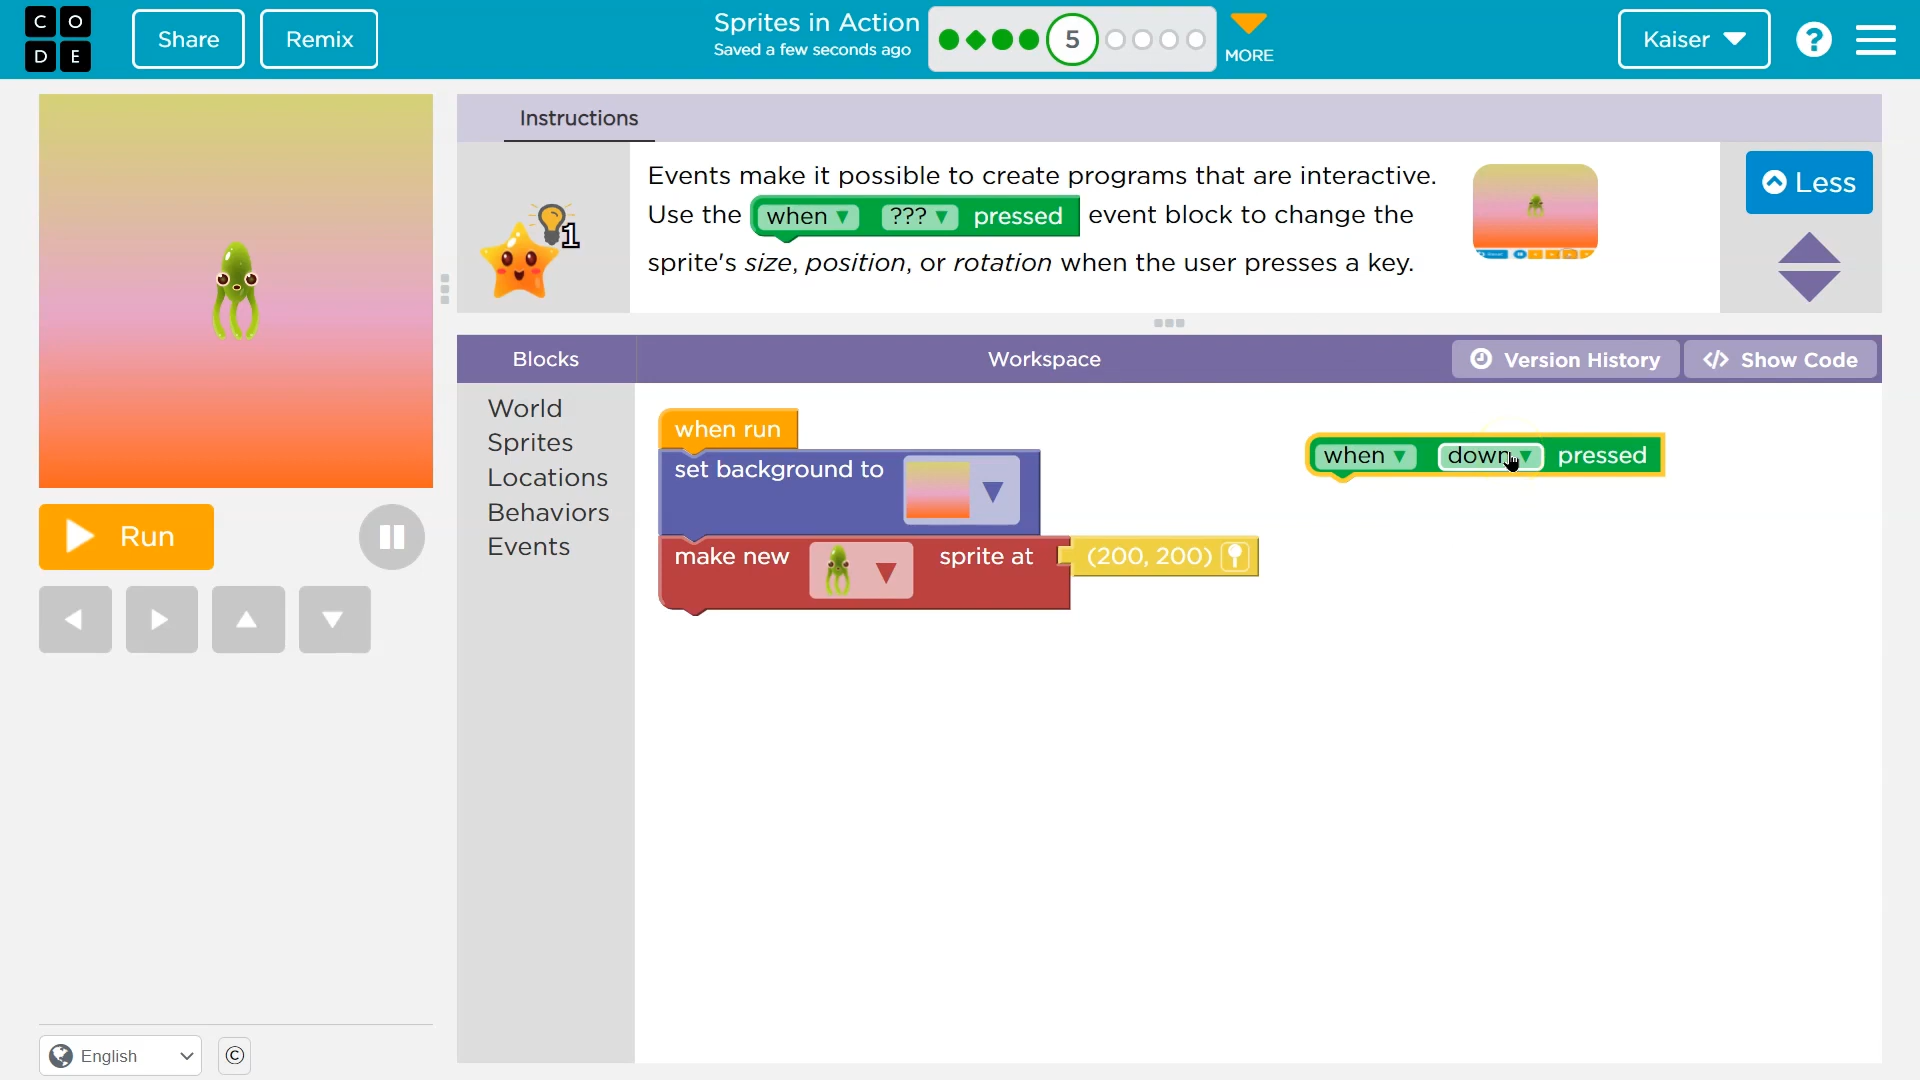 C O
D E
Share
Remix
Sprites in Action
Saved a few seconds ago
5
MORE
Kaiser
?
Instructions
1
Events make it possible to create programs that are interactive.
Use the when ??? pressed event block to change the
sprite's size, position, or rotation when the user presses a key.
Less
Blocks
Workspace
Version History
Show Code
World
Sprites
Locations
Behaviors
Events
when run
set background to
make new sprite at (200, 200)
when down pressed
Run
English
©